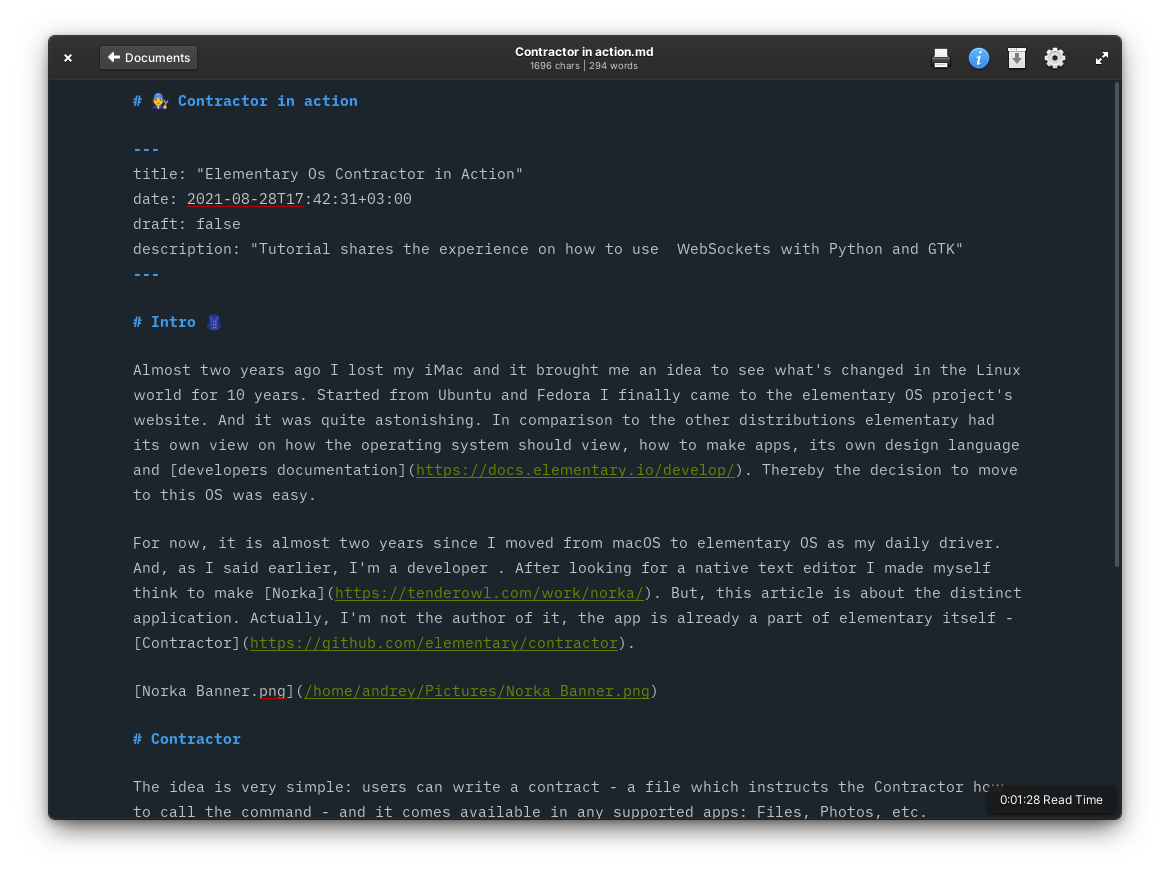 Documents
Contractor in action.md
1696 chars | 294 words
# 👨‍🎨 Contractor in action
---
title: "Elementary Os Contractor in Action"
date: 2021-08-28T17:42:31+03:00
draft: false
description: "Tutorial shares the experience on how to use  WebSockets with Python and GTK"
---
# Intro 🧥
Almost two years ago I lost my iMac and it brought me an idea to see what's changed in the Linux
world for 10 years. Started from Ubuntu and Fedora I finally came to the elementary OS project's
website. And it was quite astonishing. In comparison to the other distributions elementary had
its own view on how the operating system should view, how to make apps, its own design language
and [developers documentation](https://docs.elementary.io/develop/). Thereby the decision to move
to this OS was easy.
For now, it is almost two years since I moved from macOS to elementary OS as my daily driver.
And, as I said earlier, I'm a developer . After looking for a native text editor I made myself
think to make [Norka](https://tenderowl.com/work/norka/). But, this article is about the distinct
application. Actually, I'm not the author of it, the app is already a part of elementary itself -
[Contractor](https://github.com/elementary/contractor).
[Norka Banner.png](/home/andrey/Pictures/Norka Banner.png)
# Contractor
The idea is very simple: users can write a contract - a file which instructs the Contractor how
to call the command - and it comes available in any supported apps: Files, Photos, etc.
0:01:28 Read Time